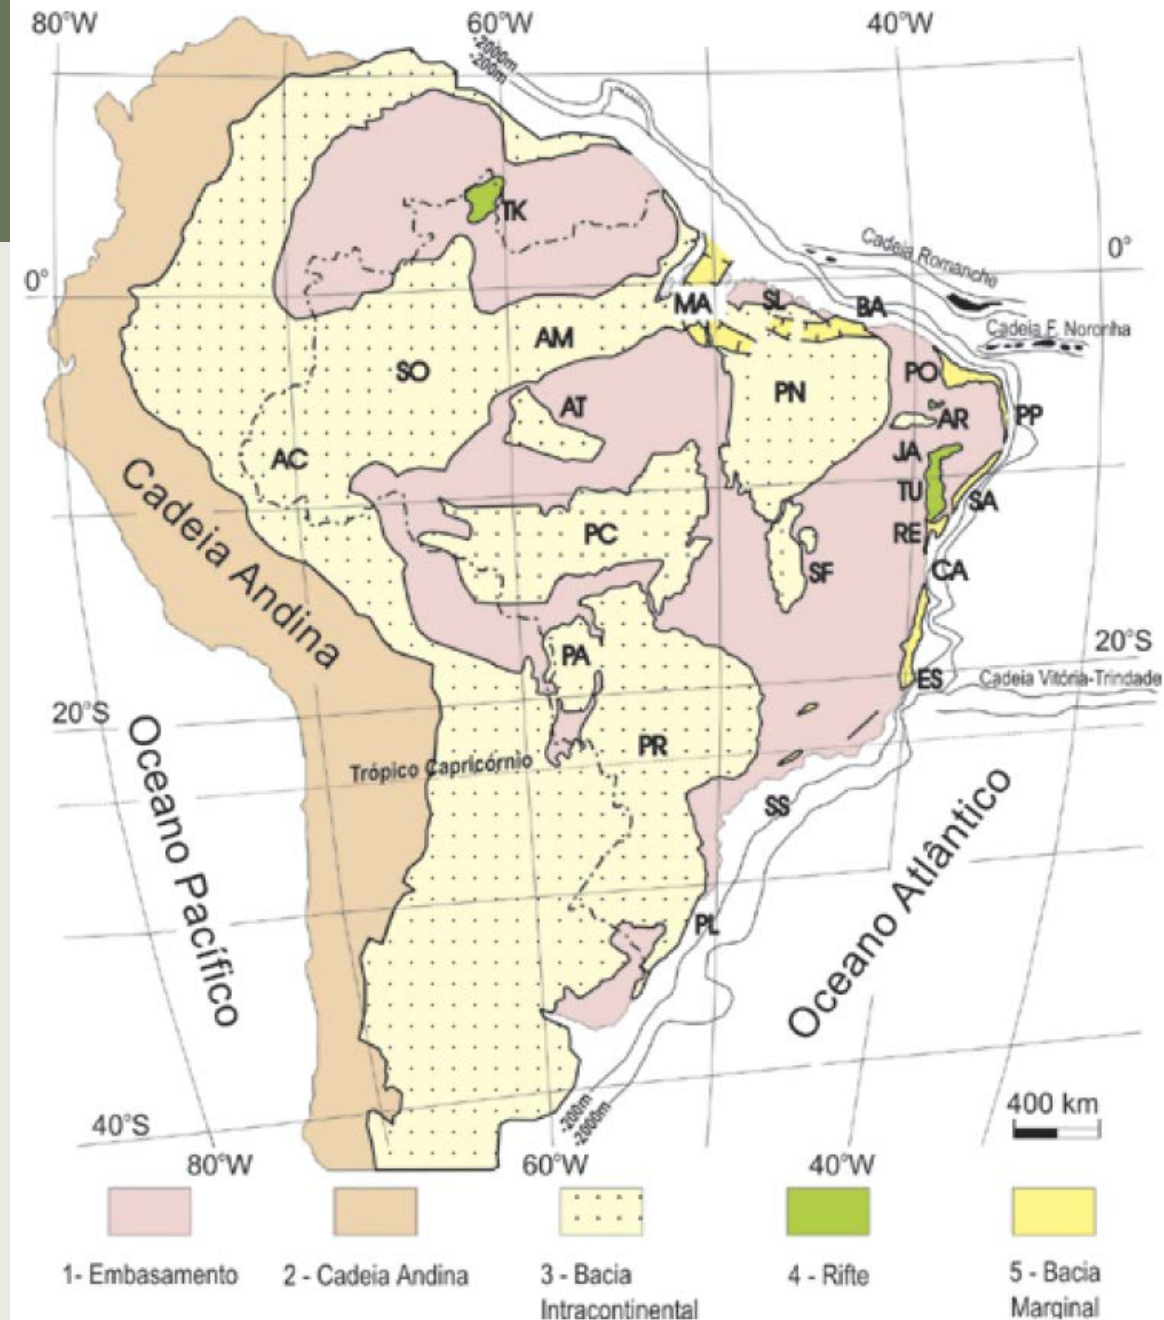 80°W
60°W
40°W
-2000m
-200m
TK
Cadeia Romanche
0°
0°
MA
SL
BA
Cadeia F. Noronha
AM
SO
PO
PN
AT
AR
PP
JA
AC
TU
SA
Cadeia Andina
PC
RE
SF
CA
20°S
PA
ES
Cadeia Vitória-Trindade
20°S
Oceano Pacífico
PR
Trópico Capricórnio
SS
Oceano Atlântico
PL
-200m
-2000m
400 km
40°S
80°W
60°W
40°W
1- Embasamento
2 - Cadeia Andina
3 - Bacia
Intracontinental
4 - Rifte
5 - Bacia
Marginal